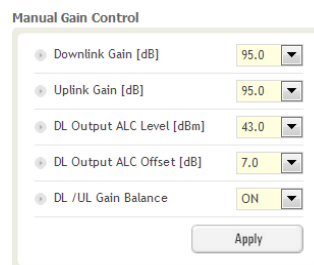 Manual Gain Control
Downlink Gain [dB] 95.0
Uplink Gain [dB] 95.0
DL Output ALC Level [dBm] 43.0
DL Output ALC Offset [dB] 7.0
DL /UL Gain Balance ON
Apply